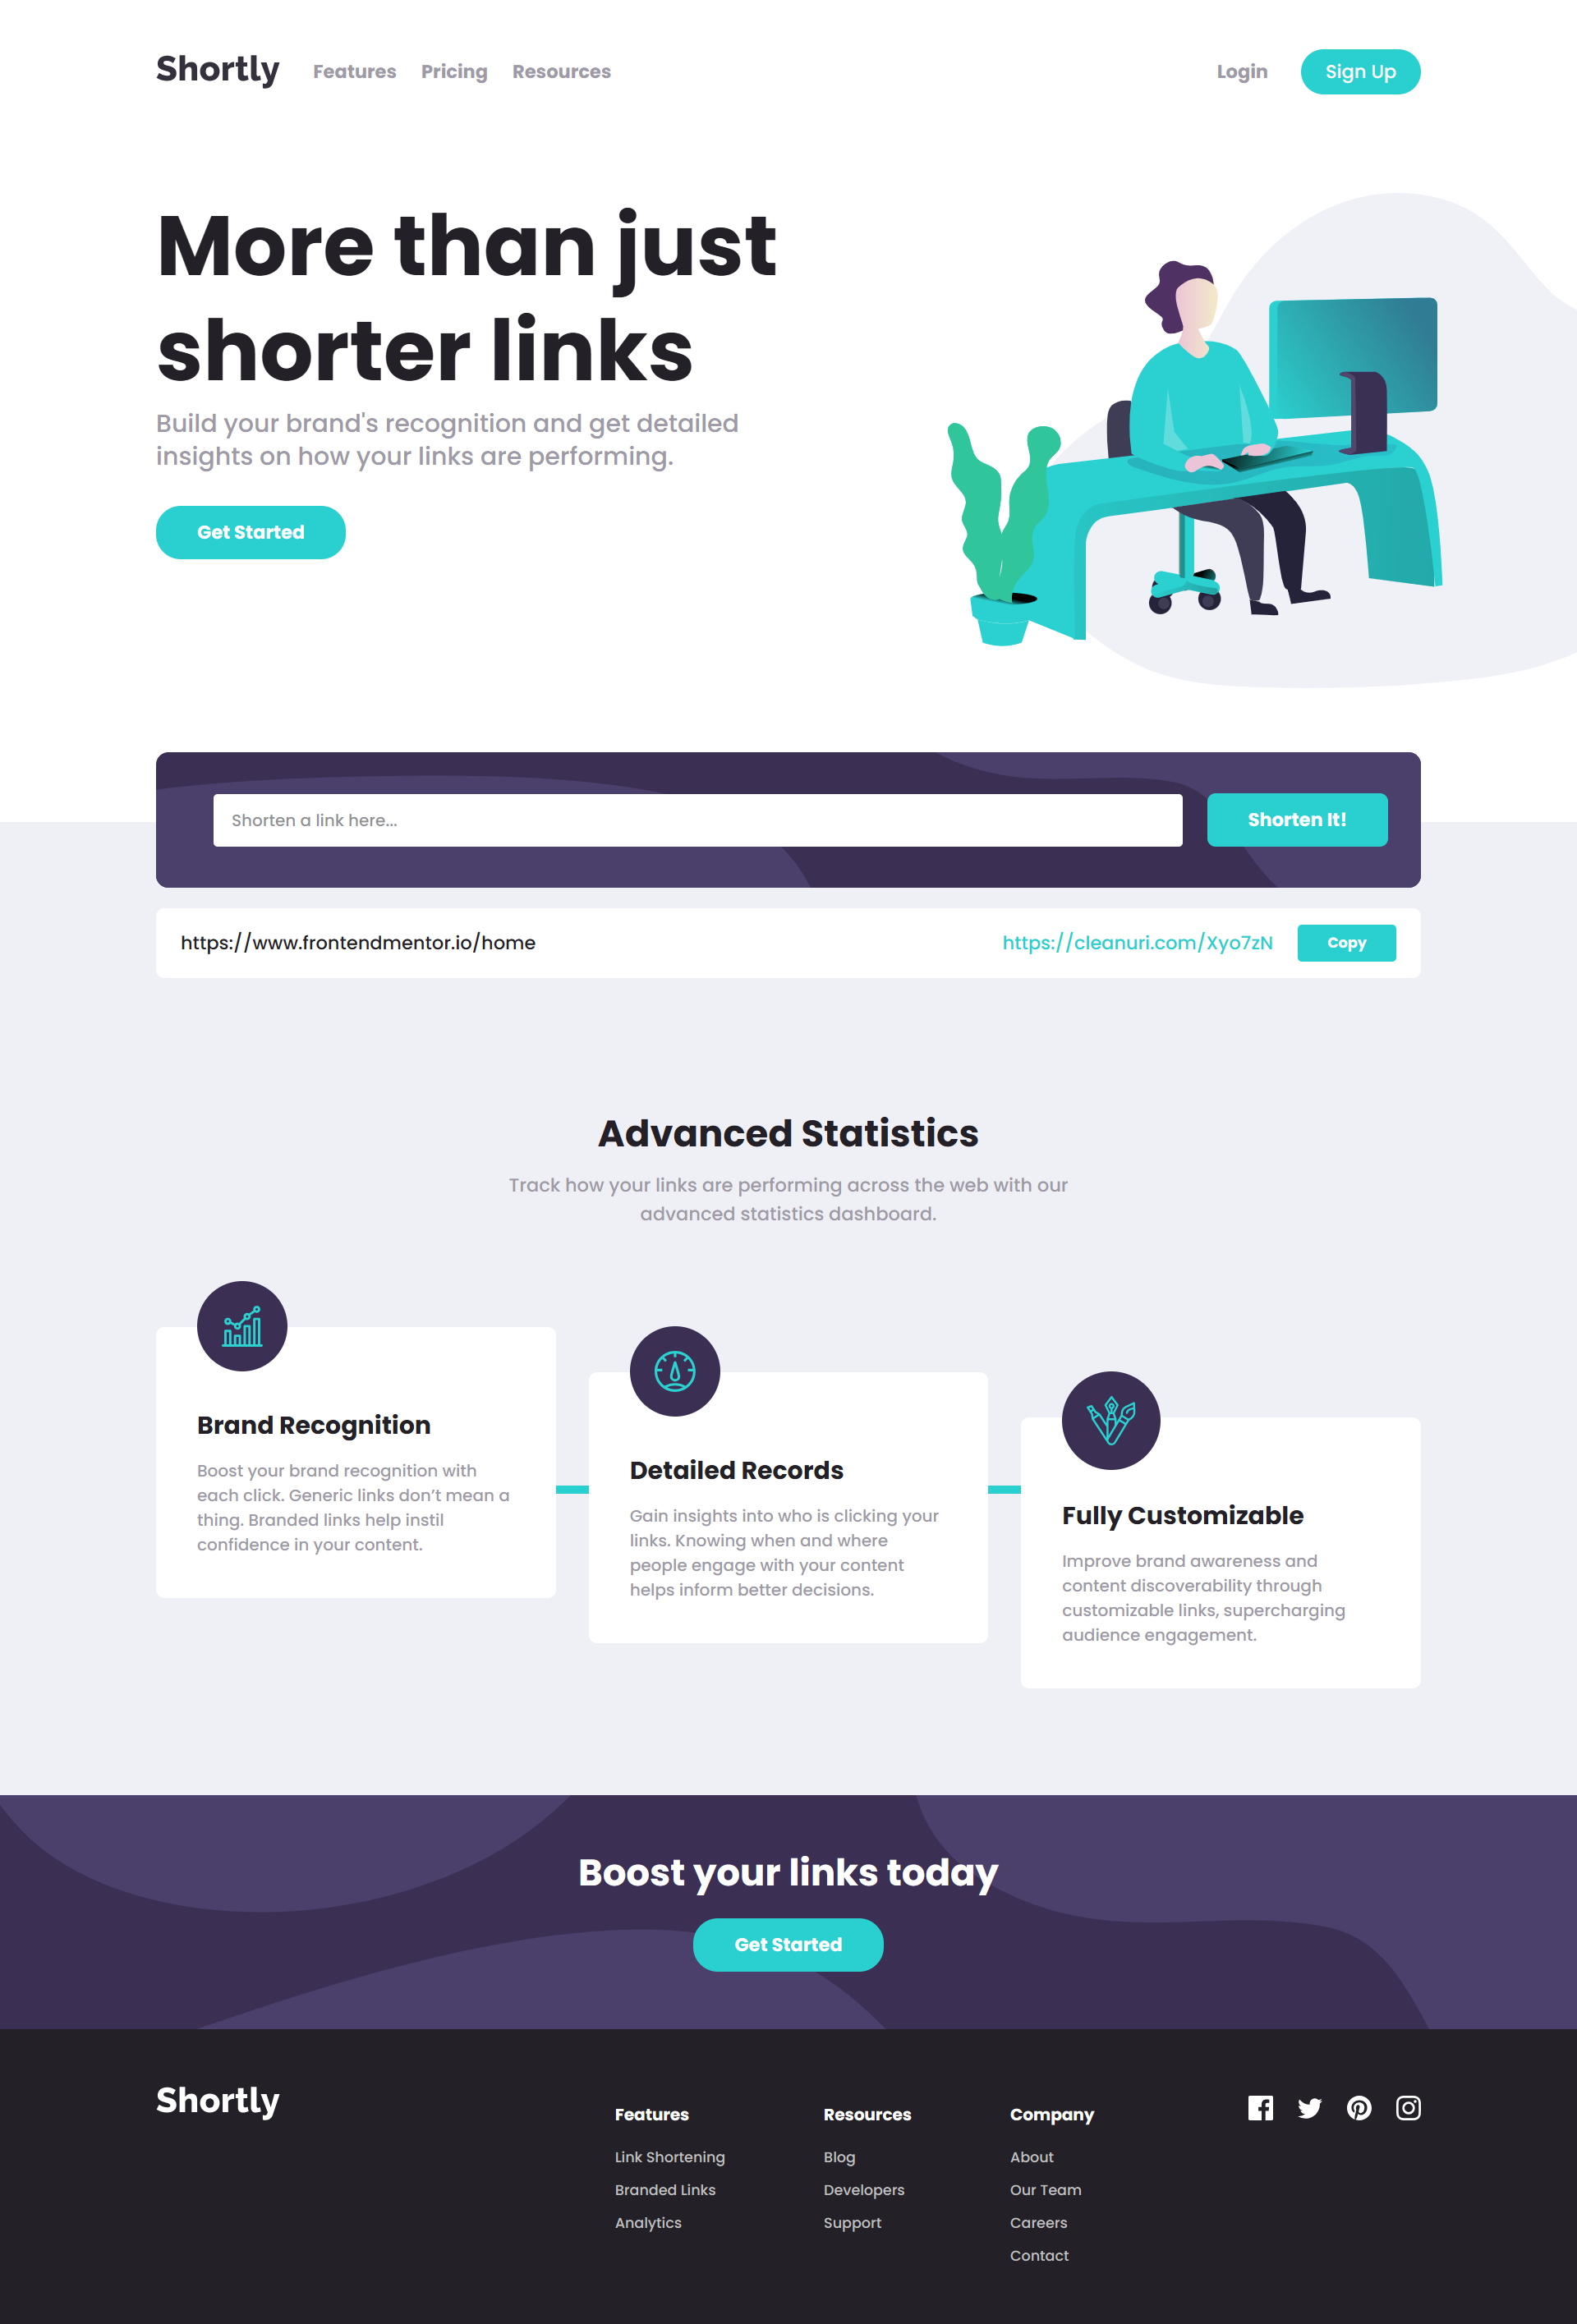 Shortly Features Pricing Resources Login Sign Up
More than just
shorter links
Build your brand's recognition and get detailed
insights on how your links are performing.
Get Started
Shorten a link here...
Shorten It!
https://www.frontendmentor.io/home
https://cleanuri.com/Xyo7zN
Copy
Advanced Statistics
Track how your links are performing across the web with our
advanced statistics dashboard.
Brand Recognition
Boost your brand recognition with
each click. Generic links don’t mean a
thing. Branded links help instil
confidence in your content.
Detailed Records
Gain insights into who is clicking your
links. Knowing when and where
people engage with your content
helps inform better decisions.
Fully Customizable
Improve brand awareness and
content discoverability through
customizable links, supercharging
audience engagement.
Boost your links today
Get Started
Shortly
Features
Link Shortening
Branded Links
Analytics
Resources
Blog
Developers
Support
Company
About
Our Team
Careers
Contact